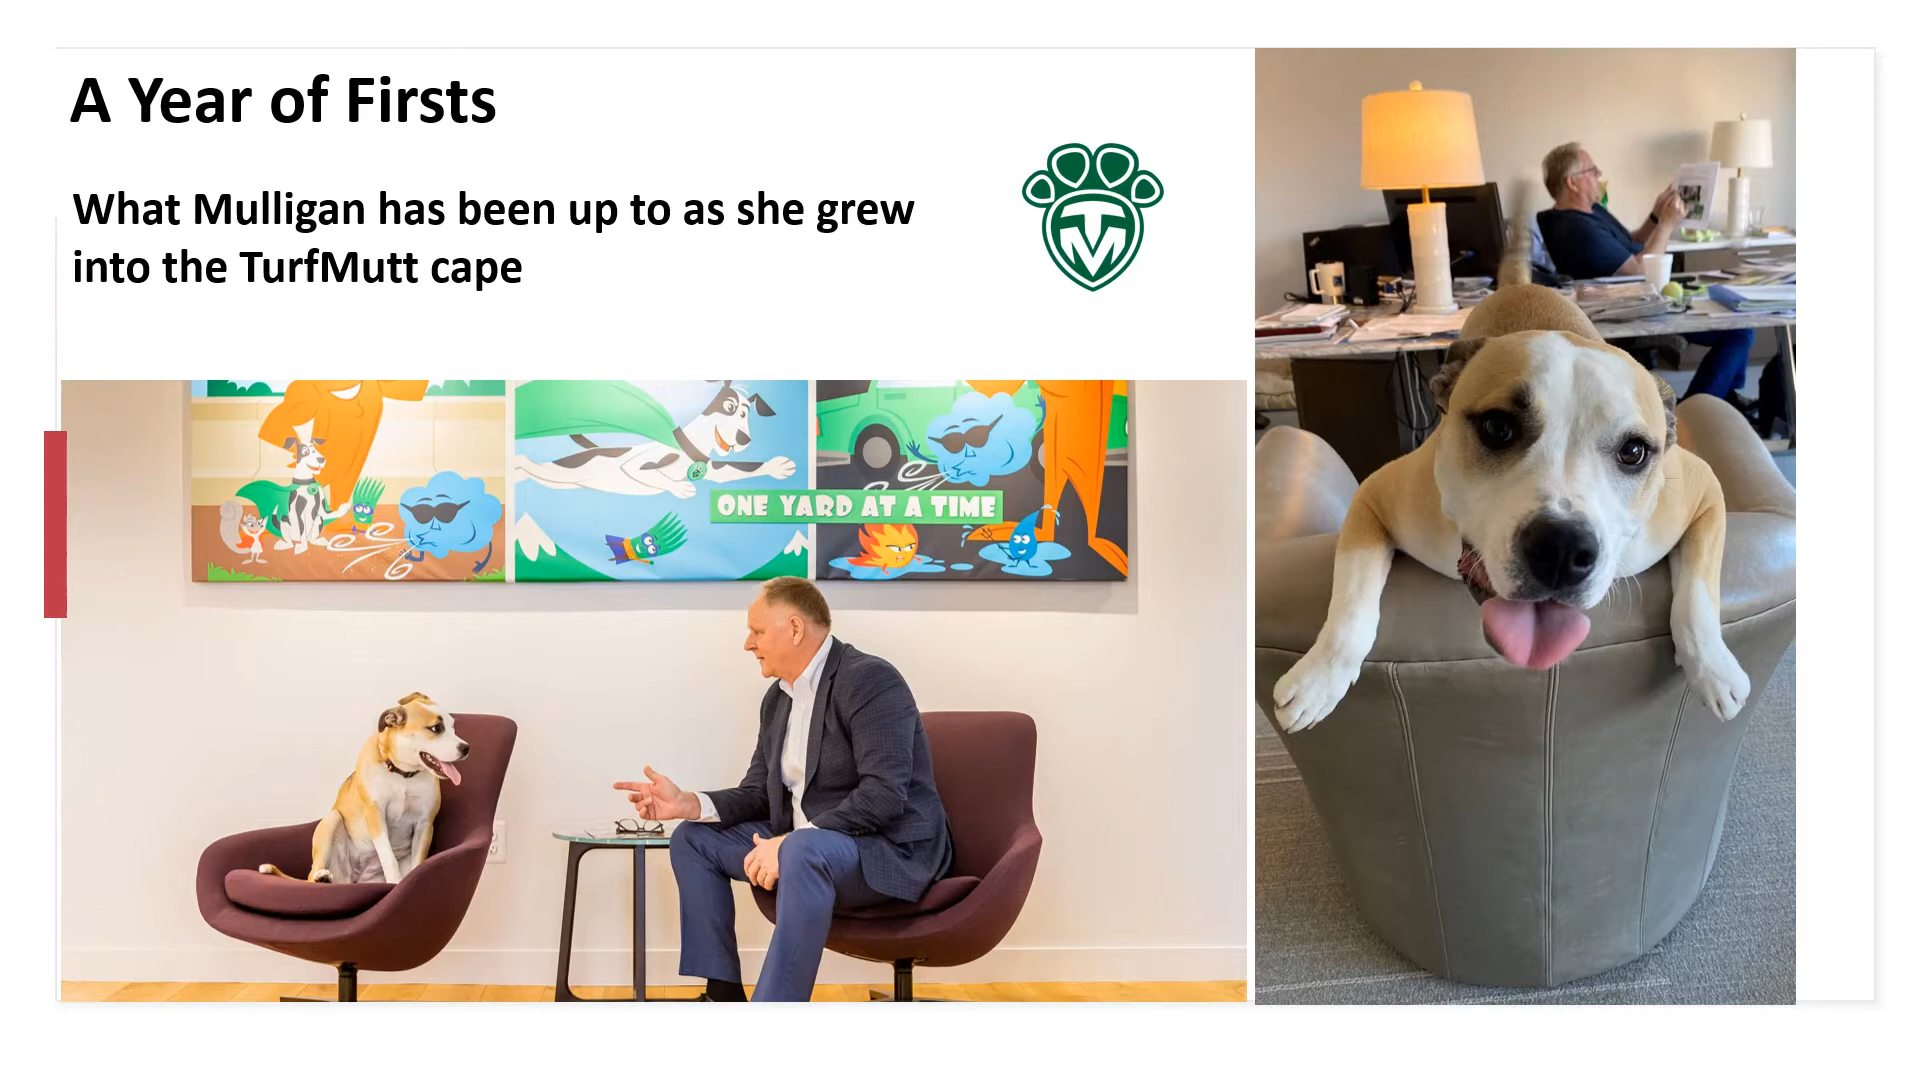 A Year of Firsts
What Mulligan has been up to as she grew
into the TurfMutt cape
TM
ONE YARD AT A TIME